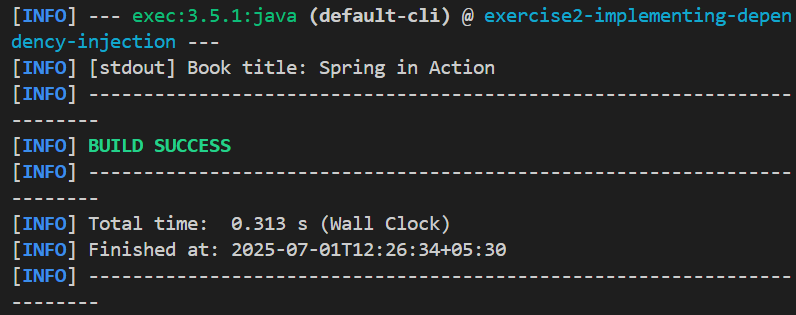 [INFO] --- exec:3.5.1:java (default-cli) @ exercise2-implementing-depen
dency-injection ---
[INFO] [stdout] Book title: Spring in Action
[INFO] ----------------------------------------------------------------
--------
[INFO] BUILD SUCCESS
[INFO] ----------------------------------------------------------------
--------
[INFO] Total time:  0.313 s (Wall Clock)
[INFO] Finished at: 2025-07-01T12:26:34+05:30
[INFO] ----------------------------------------------------------------
--------